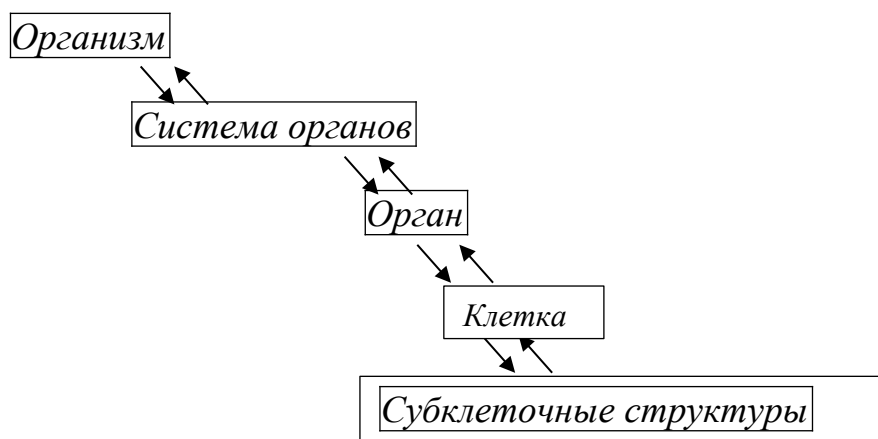 Организм
Система органов
Орган
Клетка
Субклеточные структуры